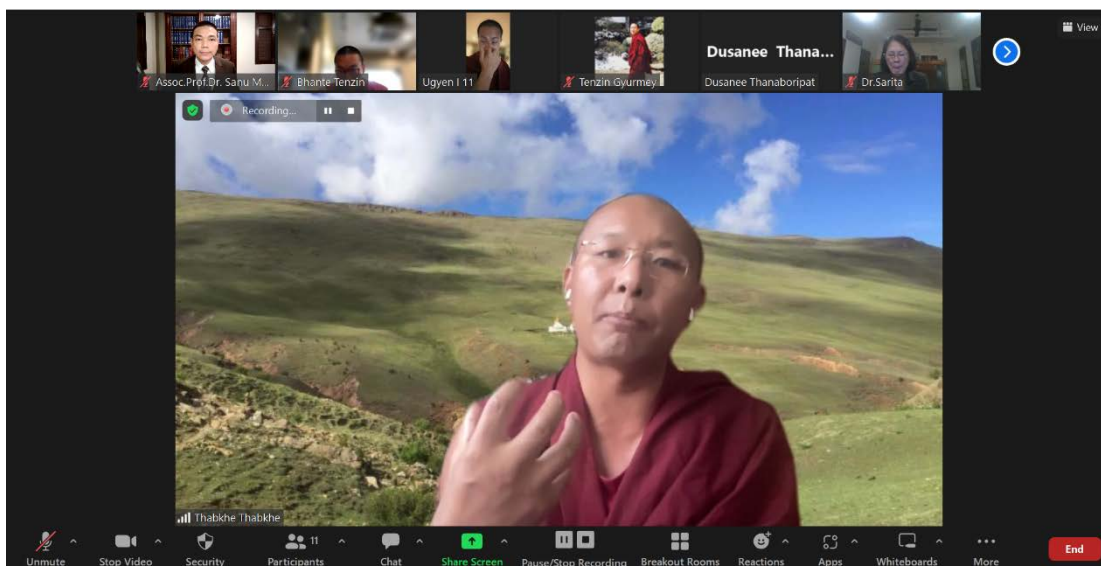 View
Dusanee Thana...
Assoc.Prof.Dr. Sanu M...
Bhante Tenzin
Ugyen I 11
Tenzin Gyurmey
Dusanee Thanaboripat
Dr.Sarita
Recording...
Thabkhe Thabkhe
11
Unmute
Stop Video
Security
Participants
Chat
Share Screen
Pause/Stop Recording
Breakout Rooms
Reactions
Apps
Whiteboards
More
End